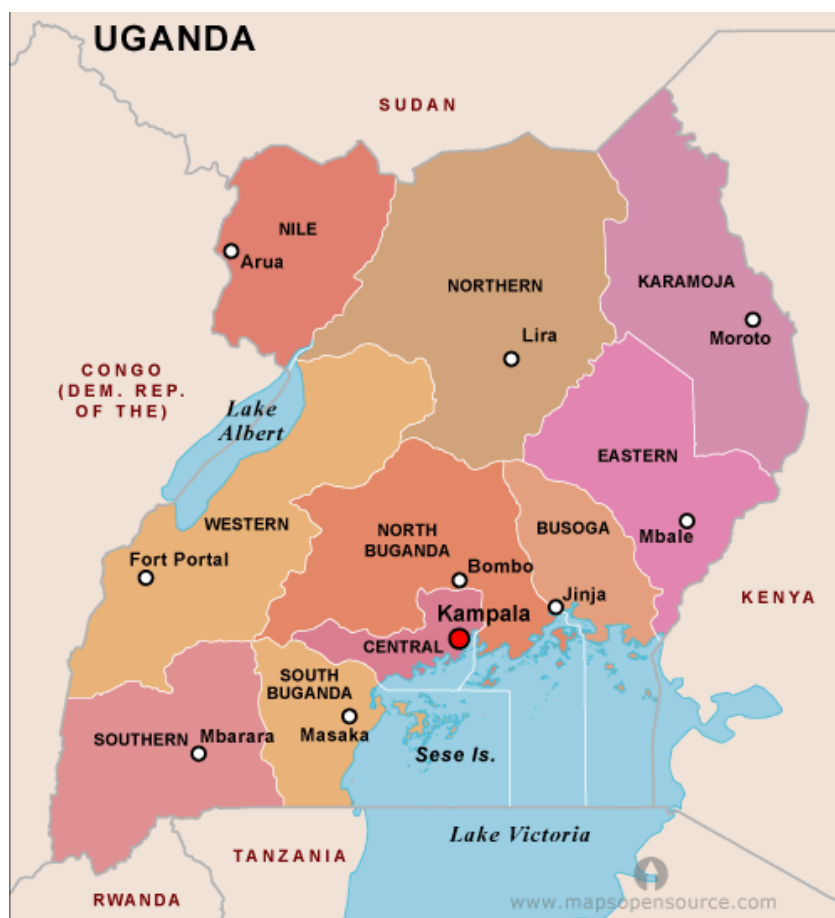 UGANDA
SUDAN
NILE
Arua
KARAMOJA
NORTHERN
Lira
Moroto
CONGO
(DEM. REP.
OF THE)
Lake
Albert
EASTERN
WESTERN
NORTH
BUGANDA
BUSOGA
Mbale
Fort Portal
Bombo
Jinja
KENYA
Kampala
CENTRAL
SOUTH
BUGANDA
SOUTHERN
Mbarara
Masaka
Sese Is.
Lake Victoria
TANZANIA
RWANDA
www.mapsopensource.com